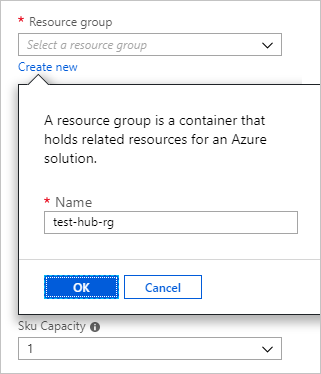 * Resource group
Select a resource group
Create new
A resource group is a container that
holds related resources for an Azure
solution.
* Name
test-hub-rg
OK Cancel
Sku Capacity
1